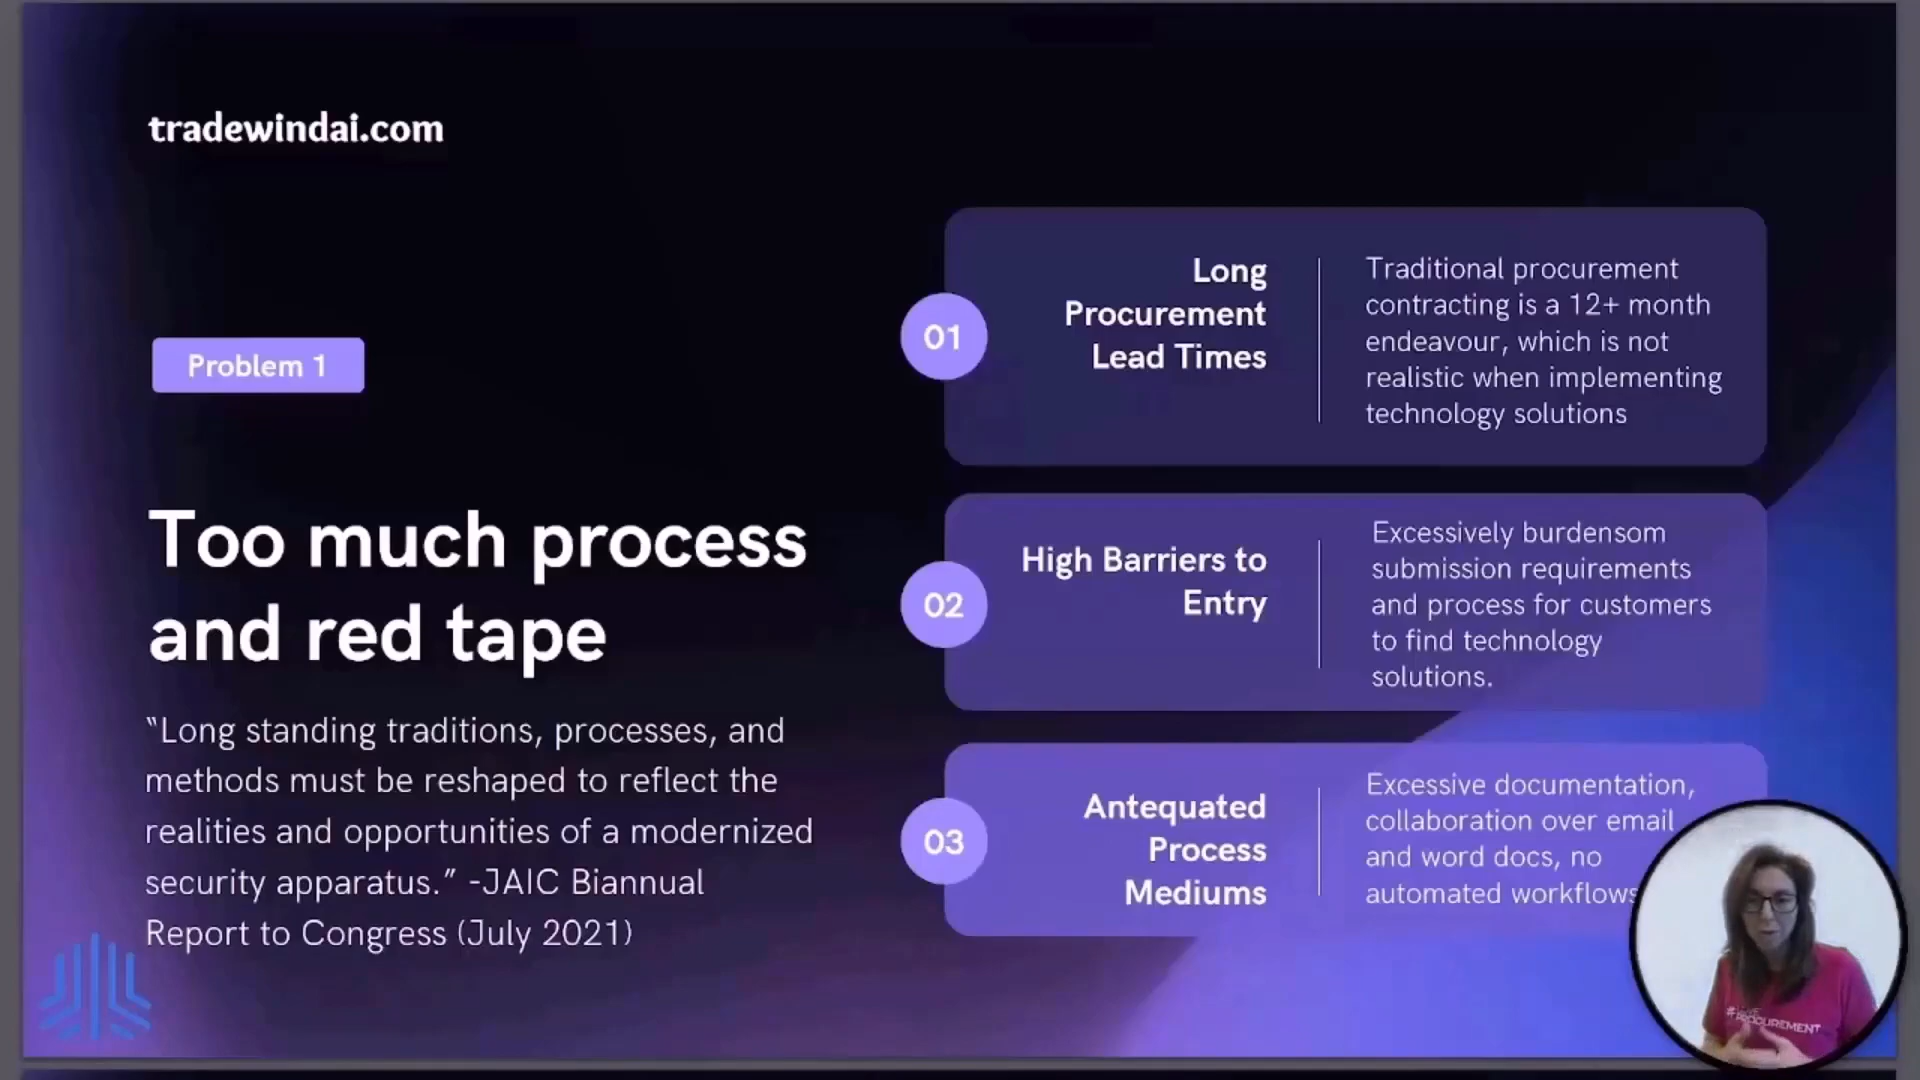 tradewindai.com
Problem 1
Too much process
and red tape
“Long standing traditions, processes, and
methods must be reshaped to reflect the
realities and opportunities of a modernized
security apparatus.” -JAIC Biannual
Report to Congress (July 2021)
01
Long
Procurement
Lead Times
Traditional procurement
contracting is a 12+ month
endeavour, which is not
realistic when implementing
technology solutions
02
High Barriers to
Entry
Excessively burdensom
submission requirements
and process for customers
to find technology
solutions.
03
Antequated
Process
Mediums
Excessive documentation,
collaboration over email
and word docs, no
automated workflows
PROCUREMENT